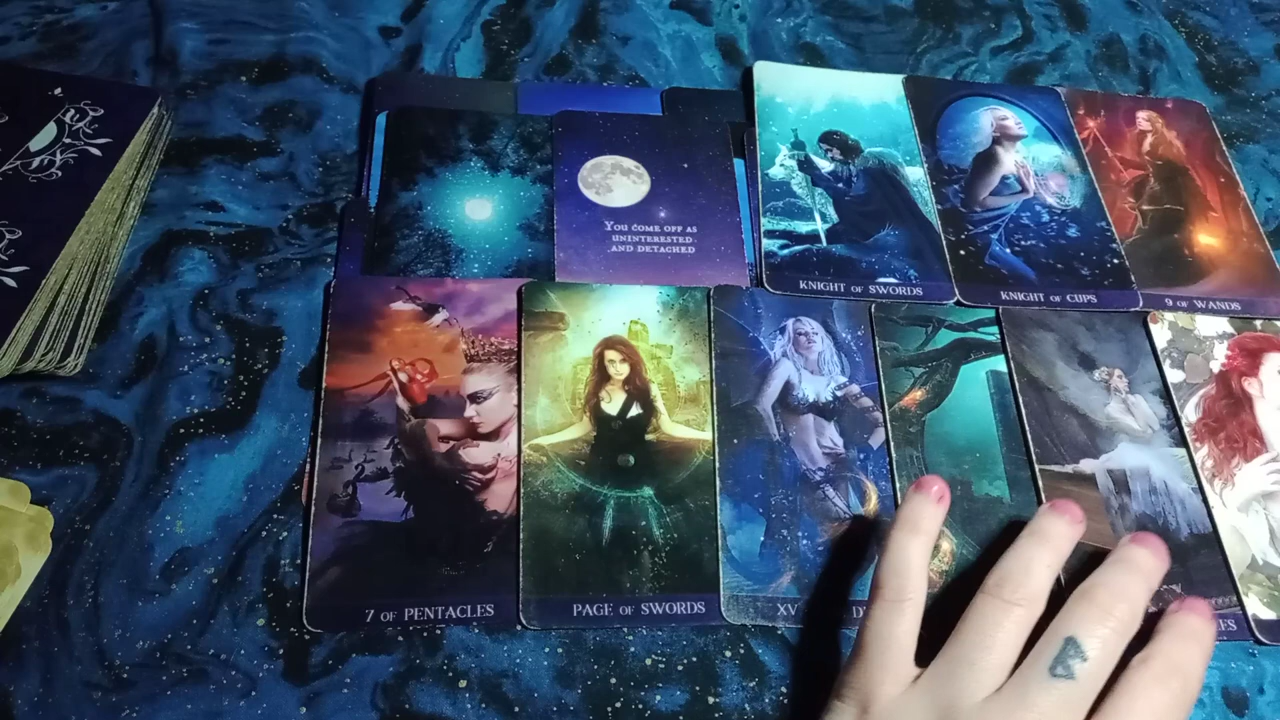 YOU COME OFF AS
UNINTERESTED
AND DETACHED
KNIGHT OF SWORDS
KNIGHT OF CUPS
9 OF WANDS
7 OF PENTACLES
PAGE OF SWORDS
XV